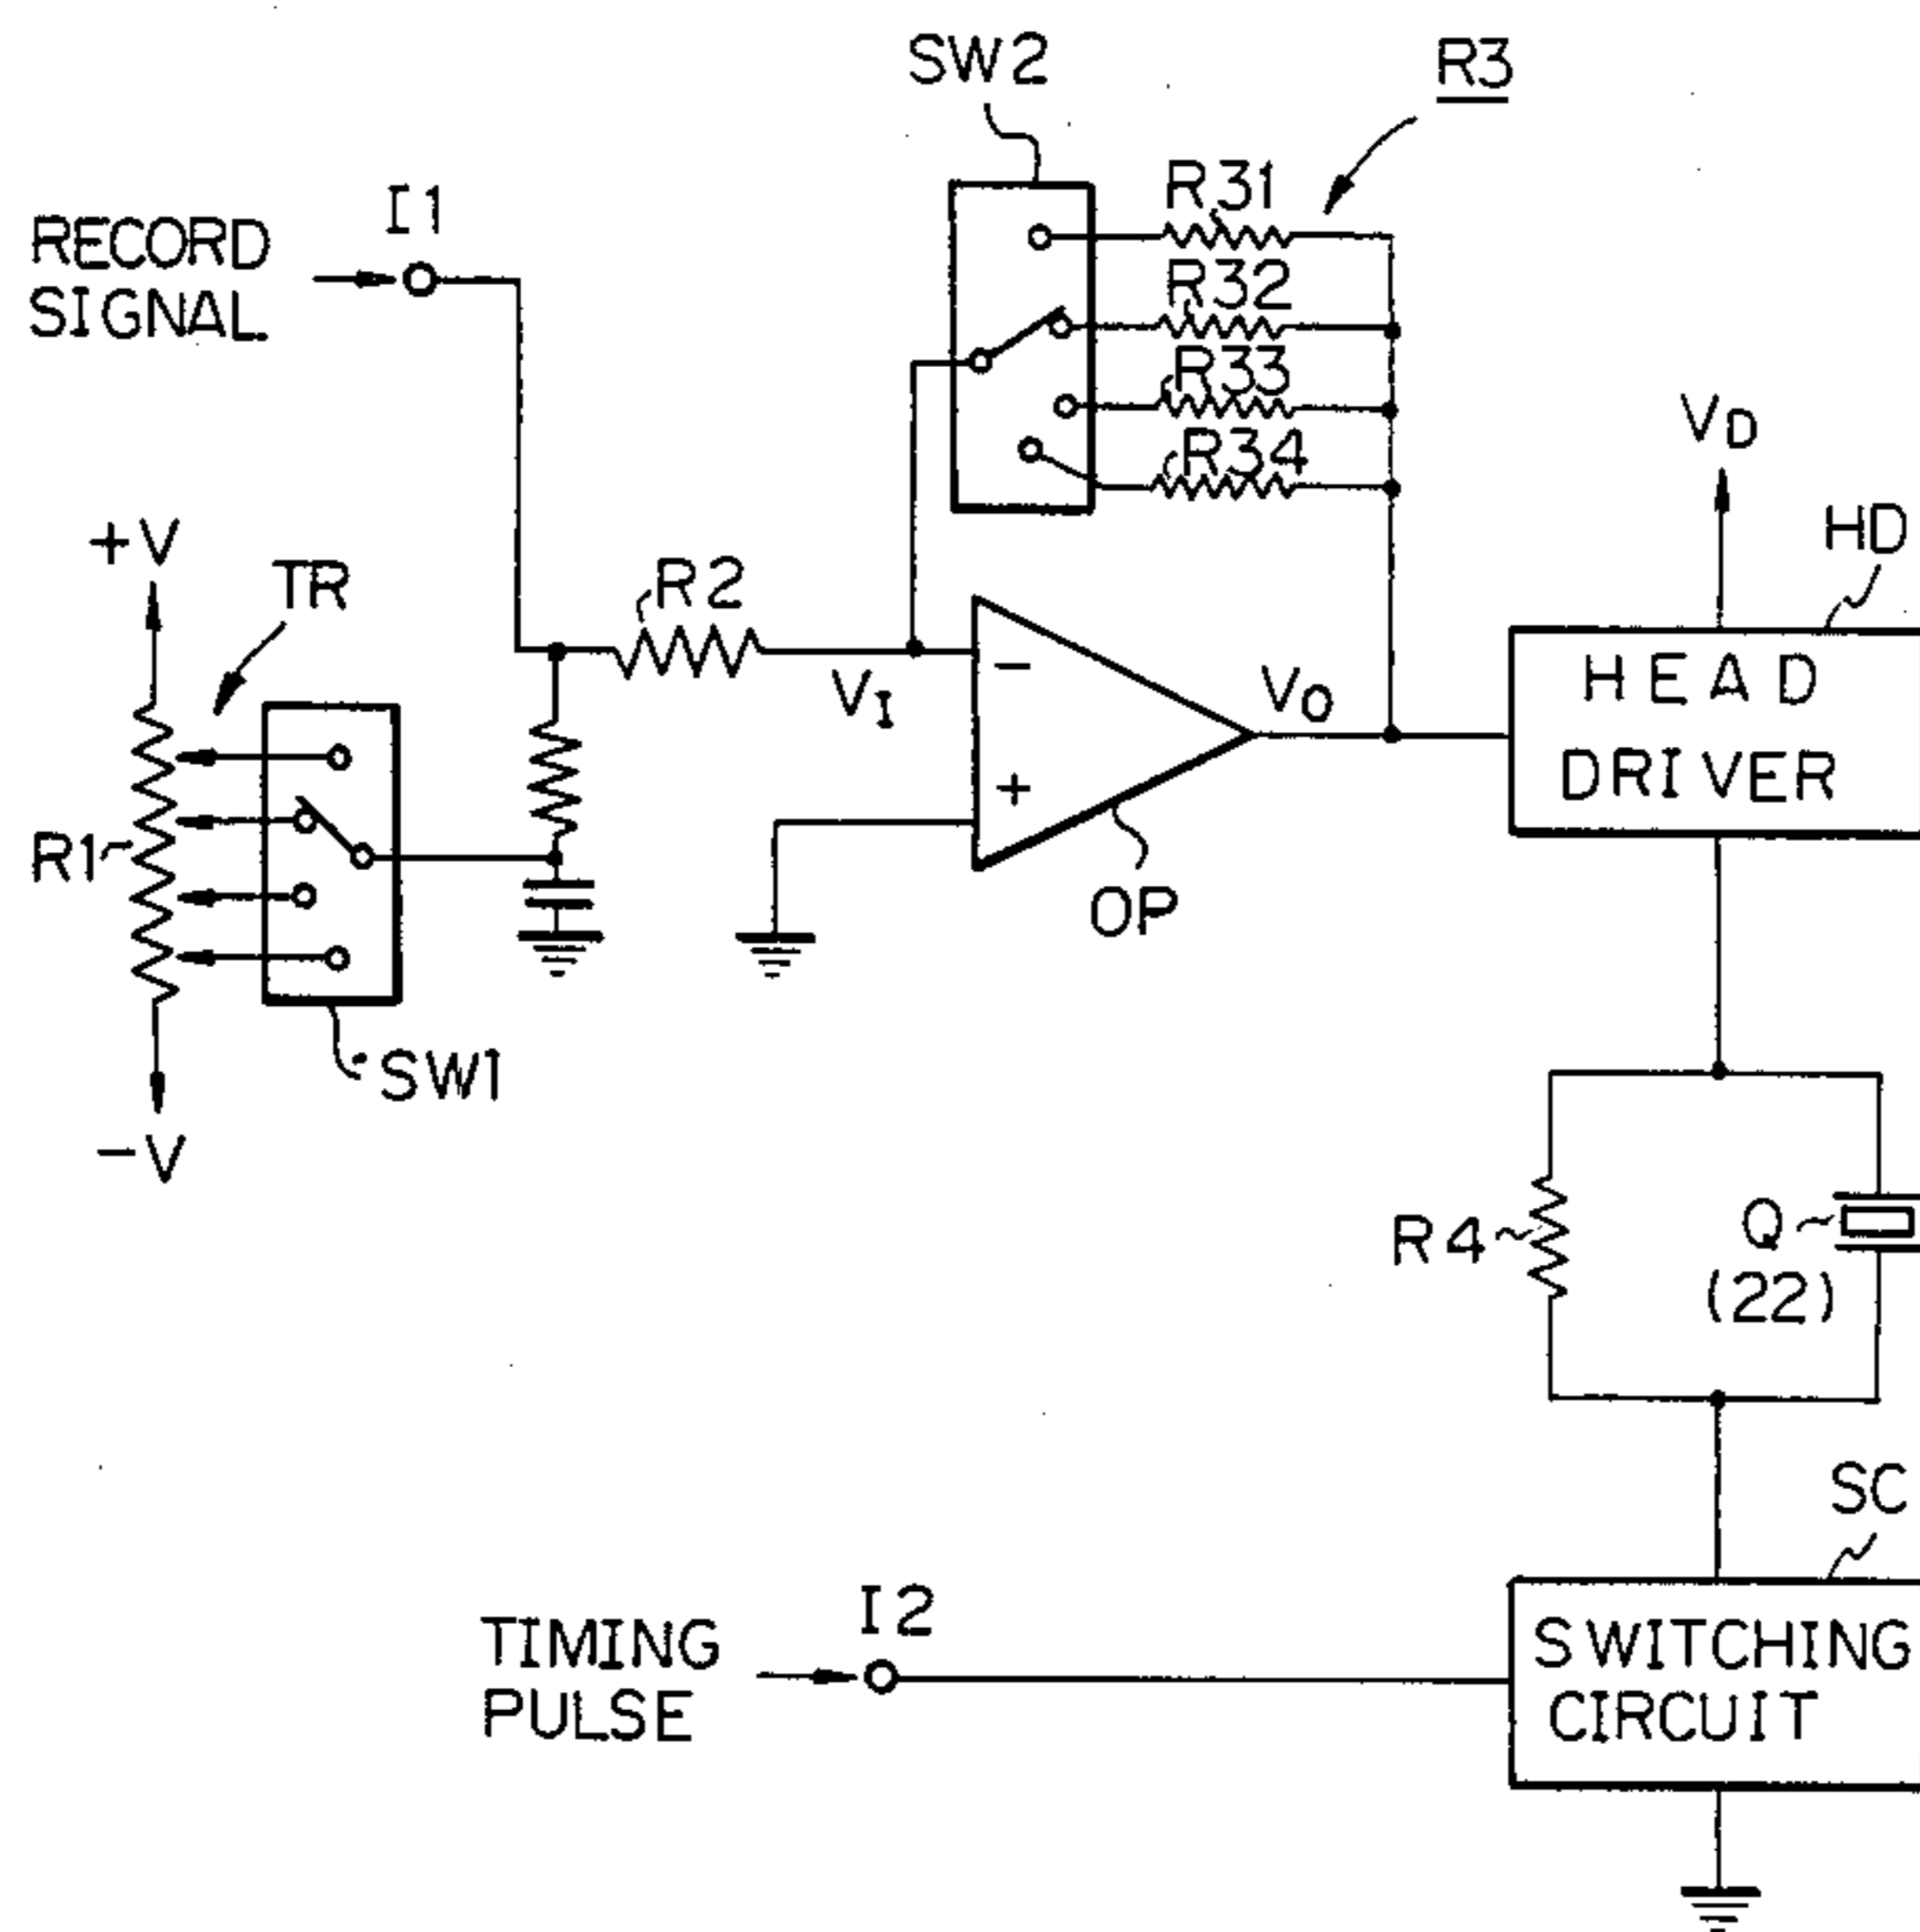 SW2
R3
I1
RECORD
SIGNAL
R31
R32
R33
R34
VD
HD
+V
TR
R2
VI
VO
HEAD
DRIVER
-
+
R1
OP
SW1
-V
R4
Q
(22)
SC
I2
TIMING
PULSE
SWITCHING
CIRCUIT